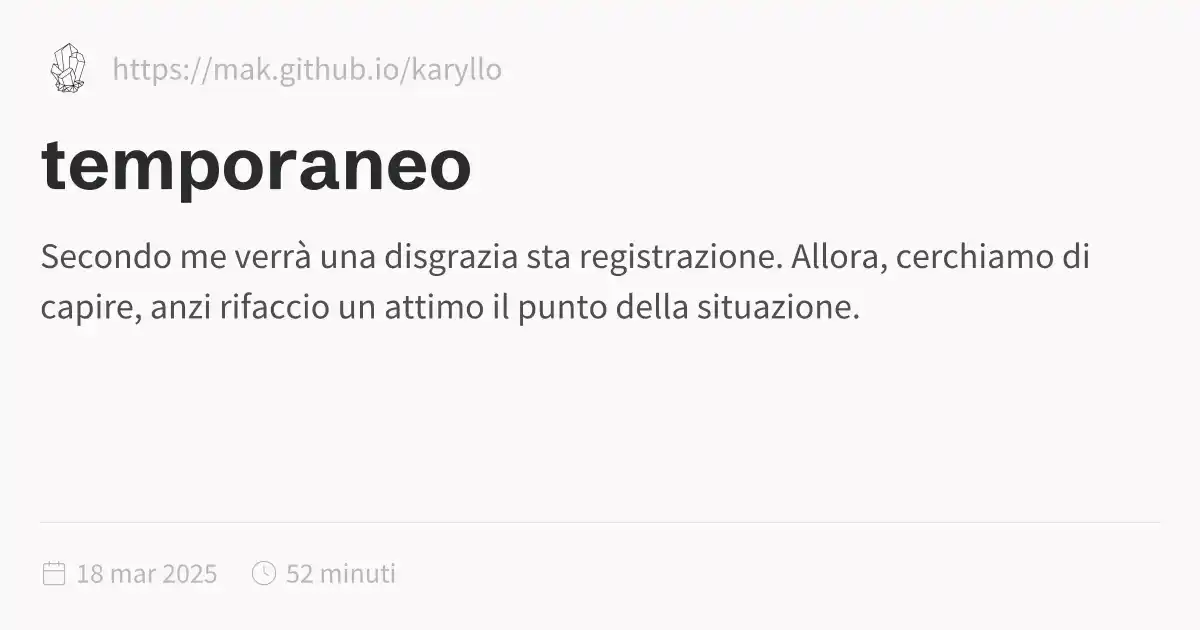 https://mak.github.io/karyllo
temporaneo
Secondo me verrà una disgrazia sta registrazione. Allora, cerchiamo di
capire, anzi rifaccio un attimo il punto della situazione.
18 mar 2025
52 minuti